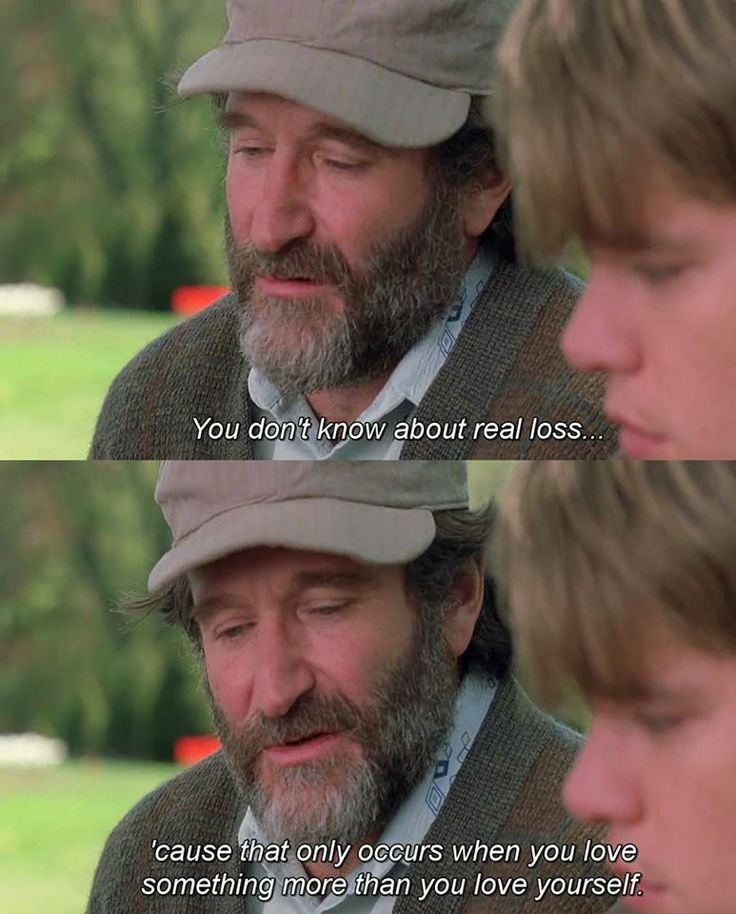 You don't know about real loss...
'cause that only occurs when you love
something more than you love yourself.